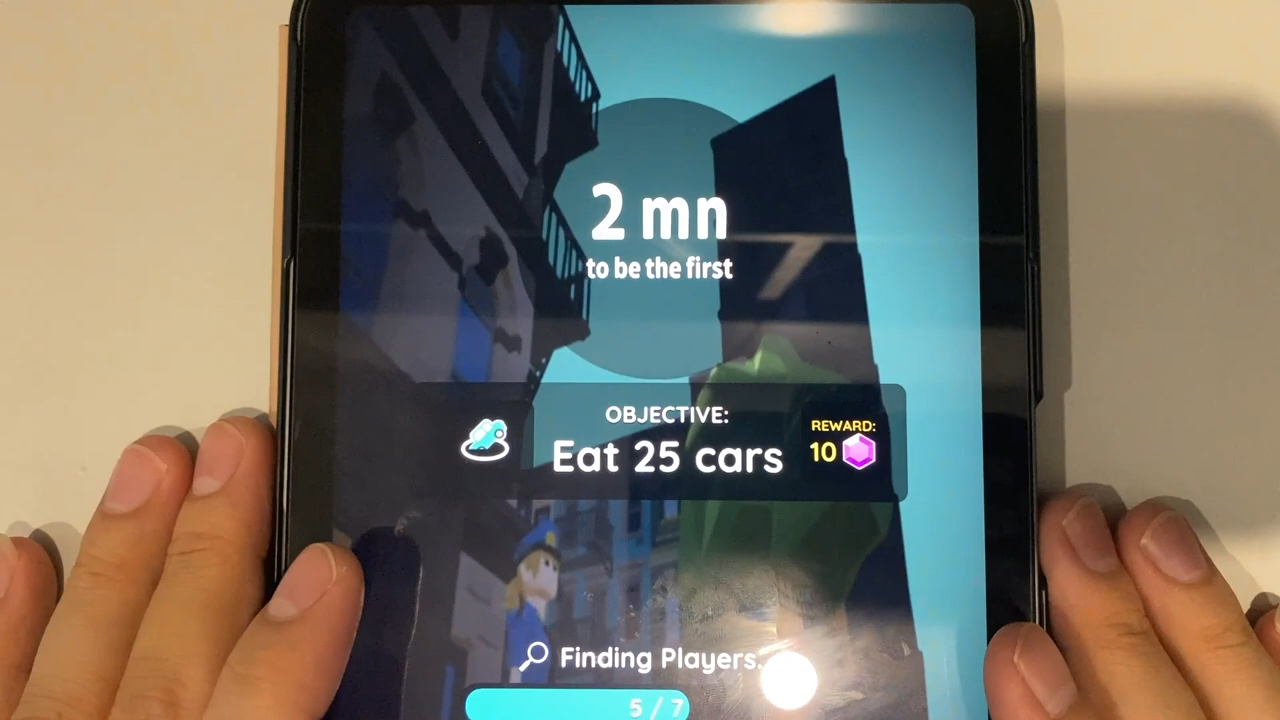 2 mn
to be the first
OBJECTIVE:
Eat 25 cars
REWARD:
10
Finding Players.
5 / 7